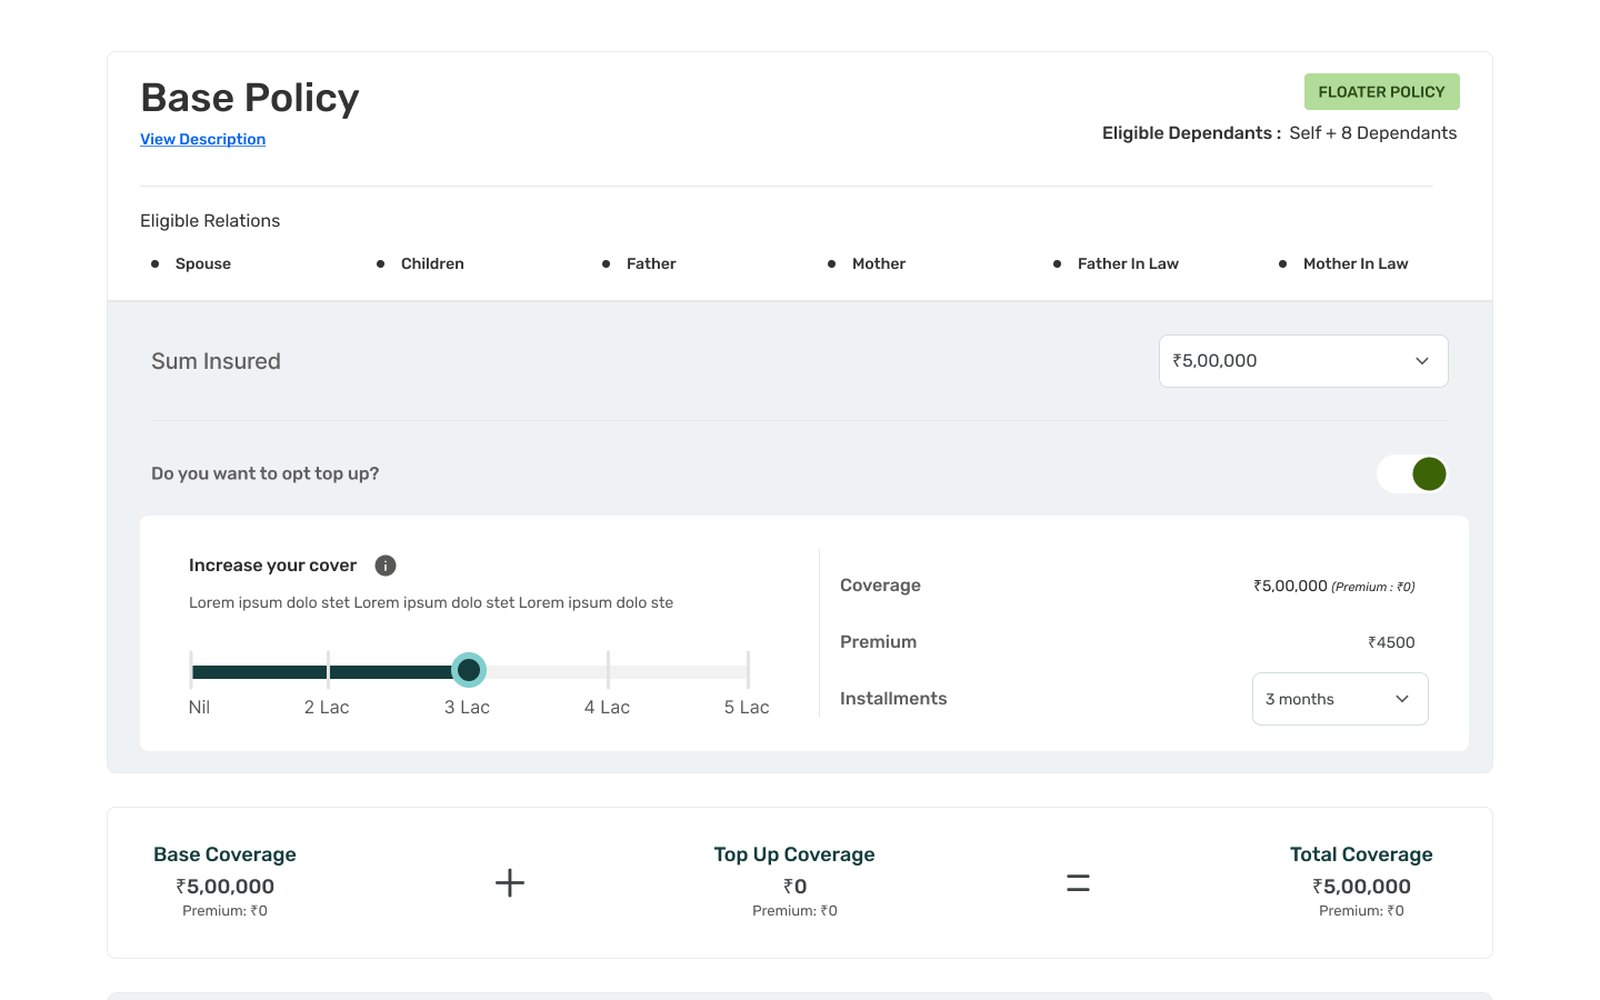 Base Policy
View Description
FLOATER POLICY
Eligible Dependants : Self + 8 Dependants
Eligible Relations
Spouse
Children
Father
Mother
Father In Law
Mother In Law
Sum Insured
₹5,00,000
Do you want to opt top up?
Increase your cover i
Lorem ipsum dolo stet Lorem ipsum dolo stet Lorem ipsum dolo ste
Nil
2 Lac
3 Lac
4 Lac
5 Lac
Coverage
₹5,00,000 (Premium : ₹0)
Premium
₹4500
Installments
3 months
Base Coverage
₹5,00,000
Premium: ₹0
+
Top Up Coverage
₹0
Premium: ₹0
=
Total Coverage
₹5,00,000
Premium: ₹0